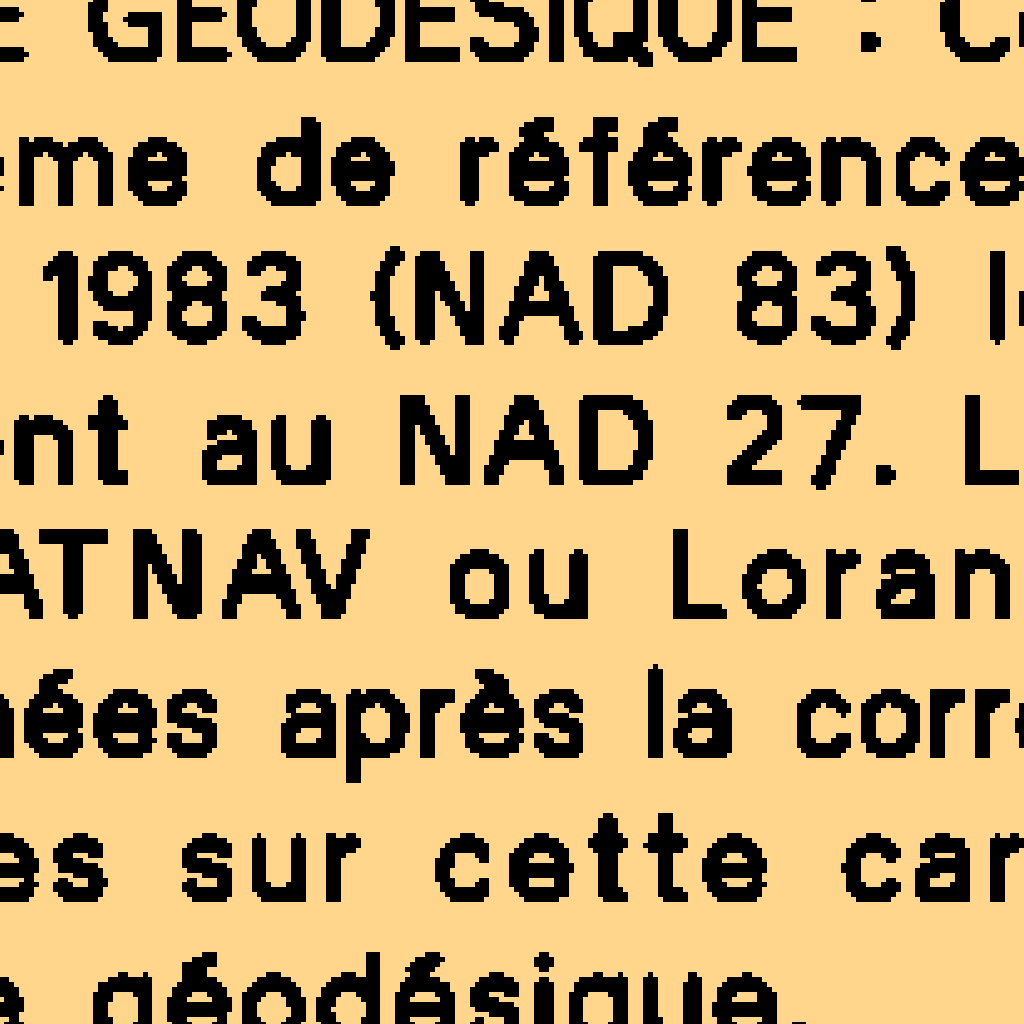 E GÉODÉSIQUE : C
ème de référence
1983 (NAD 83) l
ent au NAD 27. L
ATNAV ou Loran
nées après la corr
es sur cette car
e géodésique.